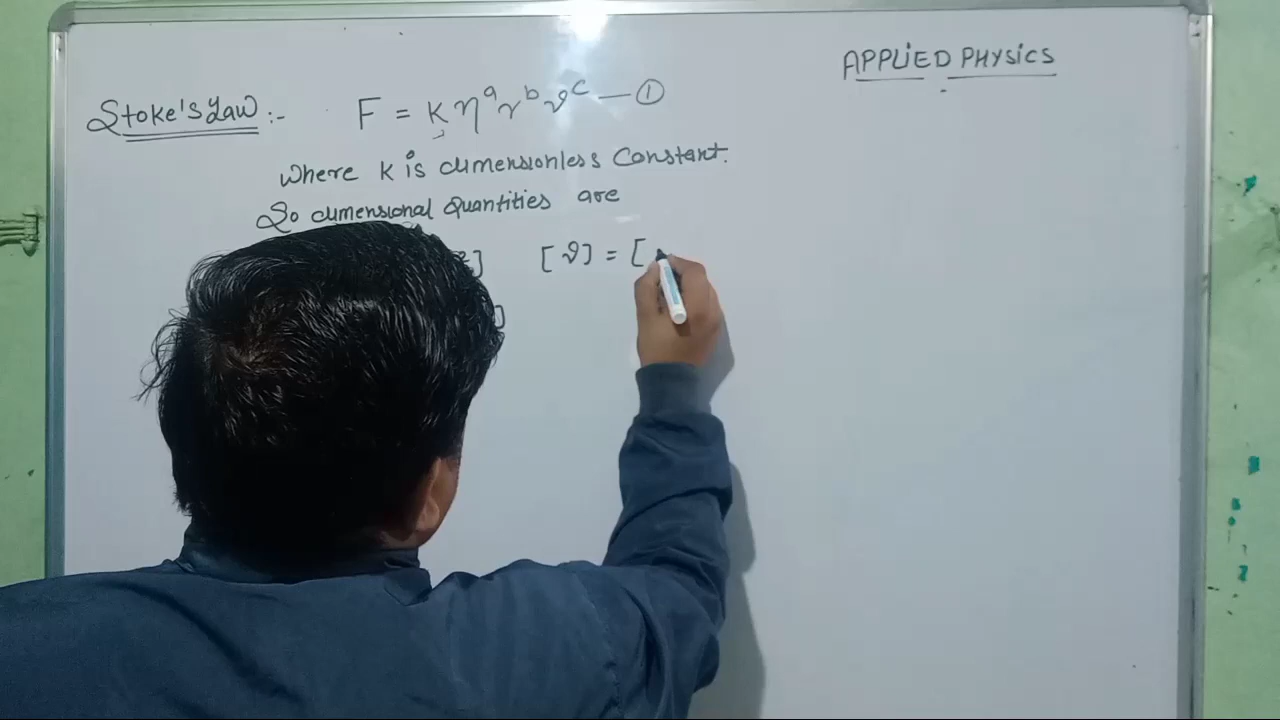 APPLIED PHYSICS
Stoke's Law :- F = K η^a r^b v^c — ①
Where K is dimensionless Constant.
So dimensional Quantities are
] [v] = [
]